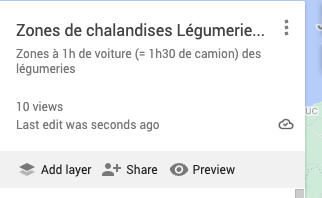 Zones de chalandises Légumerie...
Zones à 1h de voiture (= 1h30 de camion) des
légumeries
10 views
Last edit was seconds ago
UC
Add layer
Share
Preview